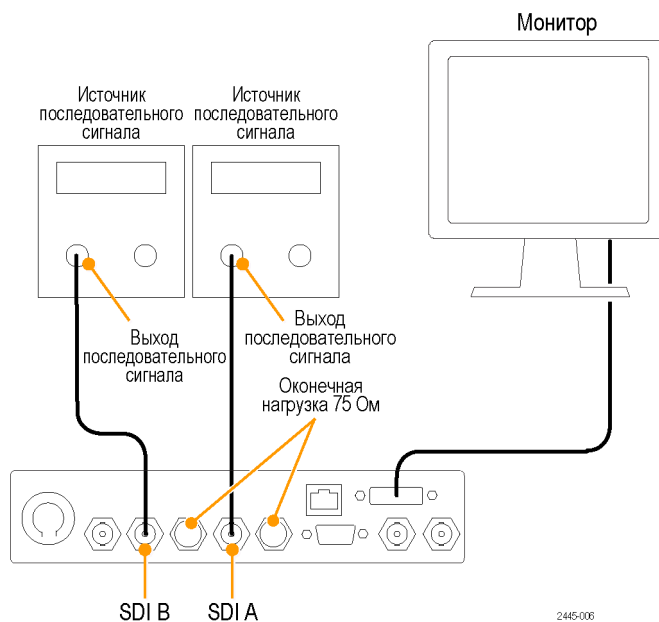 Монитор
Источник
последовательного
сигнала
Источник
последовательного
сигнала
Выход
последовательного
сигнала
Выход
последовательного
сигнала
Оконечная
нагрузка 75 Ом
SDI B
SDI A
2445-006